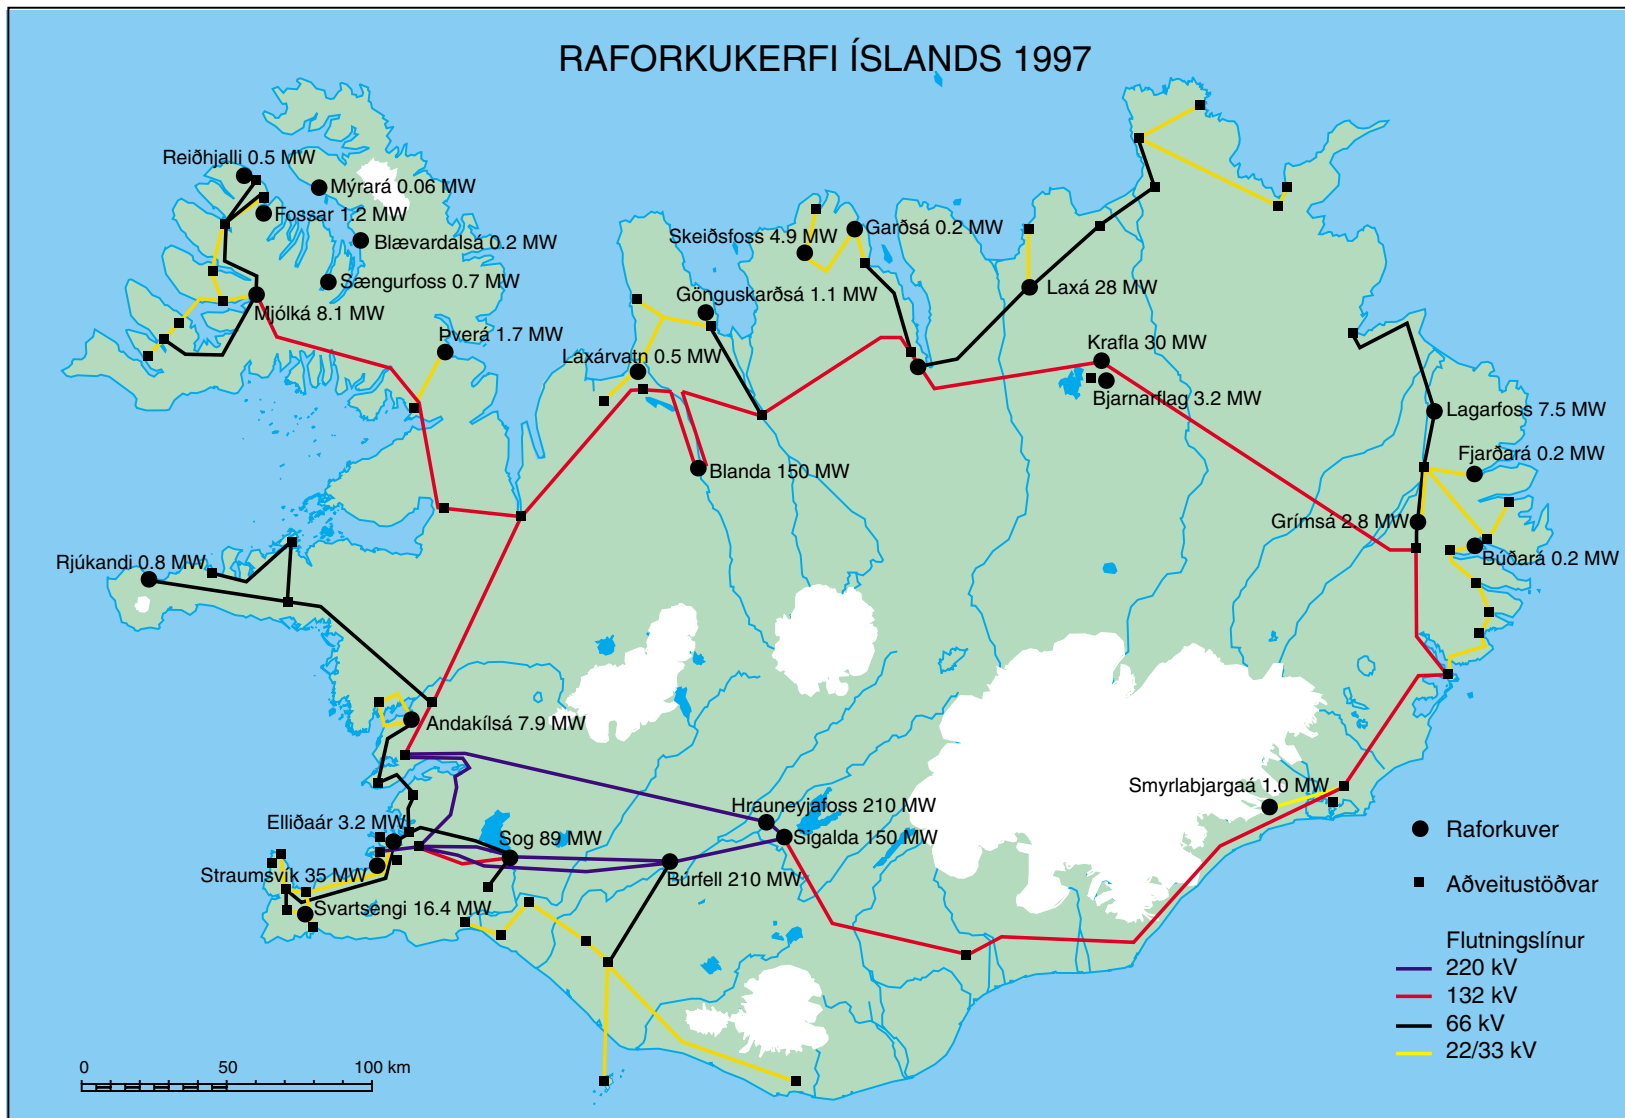 RAFORKUKERFI ÍSLANDS 1997
Reiðhjalli 0.5 MW
Mýrará 0.06 MW
Fossar 1.2 MW
Blævardalsá 0.2 MW
Sængurfoss 0.7 MW
Mjólká 8.1 MW
Þverá 1.7 MW
Skeiðsfoss 4.9 MW
Garðsá 0.2 MW
Gönguskarðsá 1.1 MW
Laxá 28 MW
Laxárvatn 0.5 MW
Krafla 30 MW
Bjarnarflag 3.2 MW
Blanda 150 MW
Lagarfoss 7.5 MW
Fjarðará 0.2 MW
Grímsá 2.8 MW
Búðará 0.2 MW
Rjúkandi 0.8 MW
Andakílsá 7.9 MW
Smyrlabjargaá 1.0 MW
Hrauneyjafoss 210 MW
Sigalda 150 MW
Elliðaár 3.2 MW
Sog 89 MW
Straumsvík 35 MW
Búrfell 210 MW
Svartsengi 16.4 MW
Raforkuver
Aðveitustöðvar
Flutningslínur
220 kV
132 kV
66 kV
22/33 kV
0 50 100 km